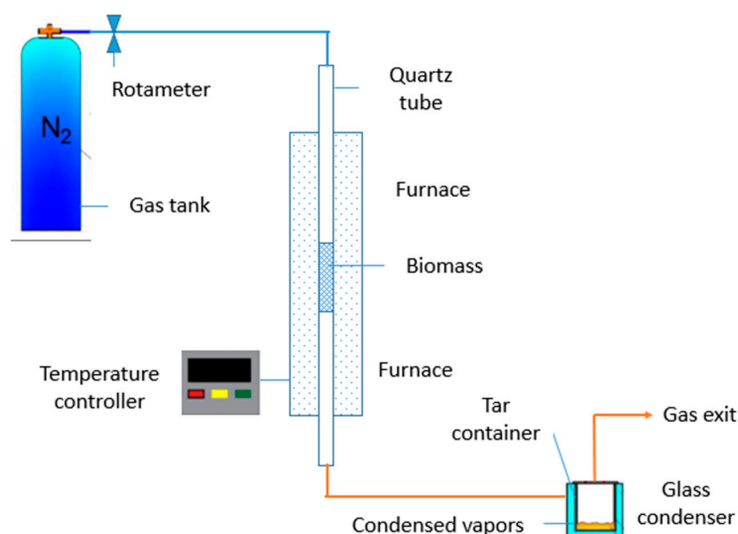 Rotameter
Quartz
tube
N2
Gas tank
Furnace
Biomass
Temperature
controller
Furnace
Tar
container
Gas exit
Glass
condenser
Condensed vapors